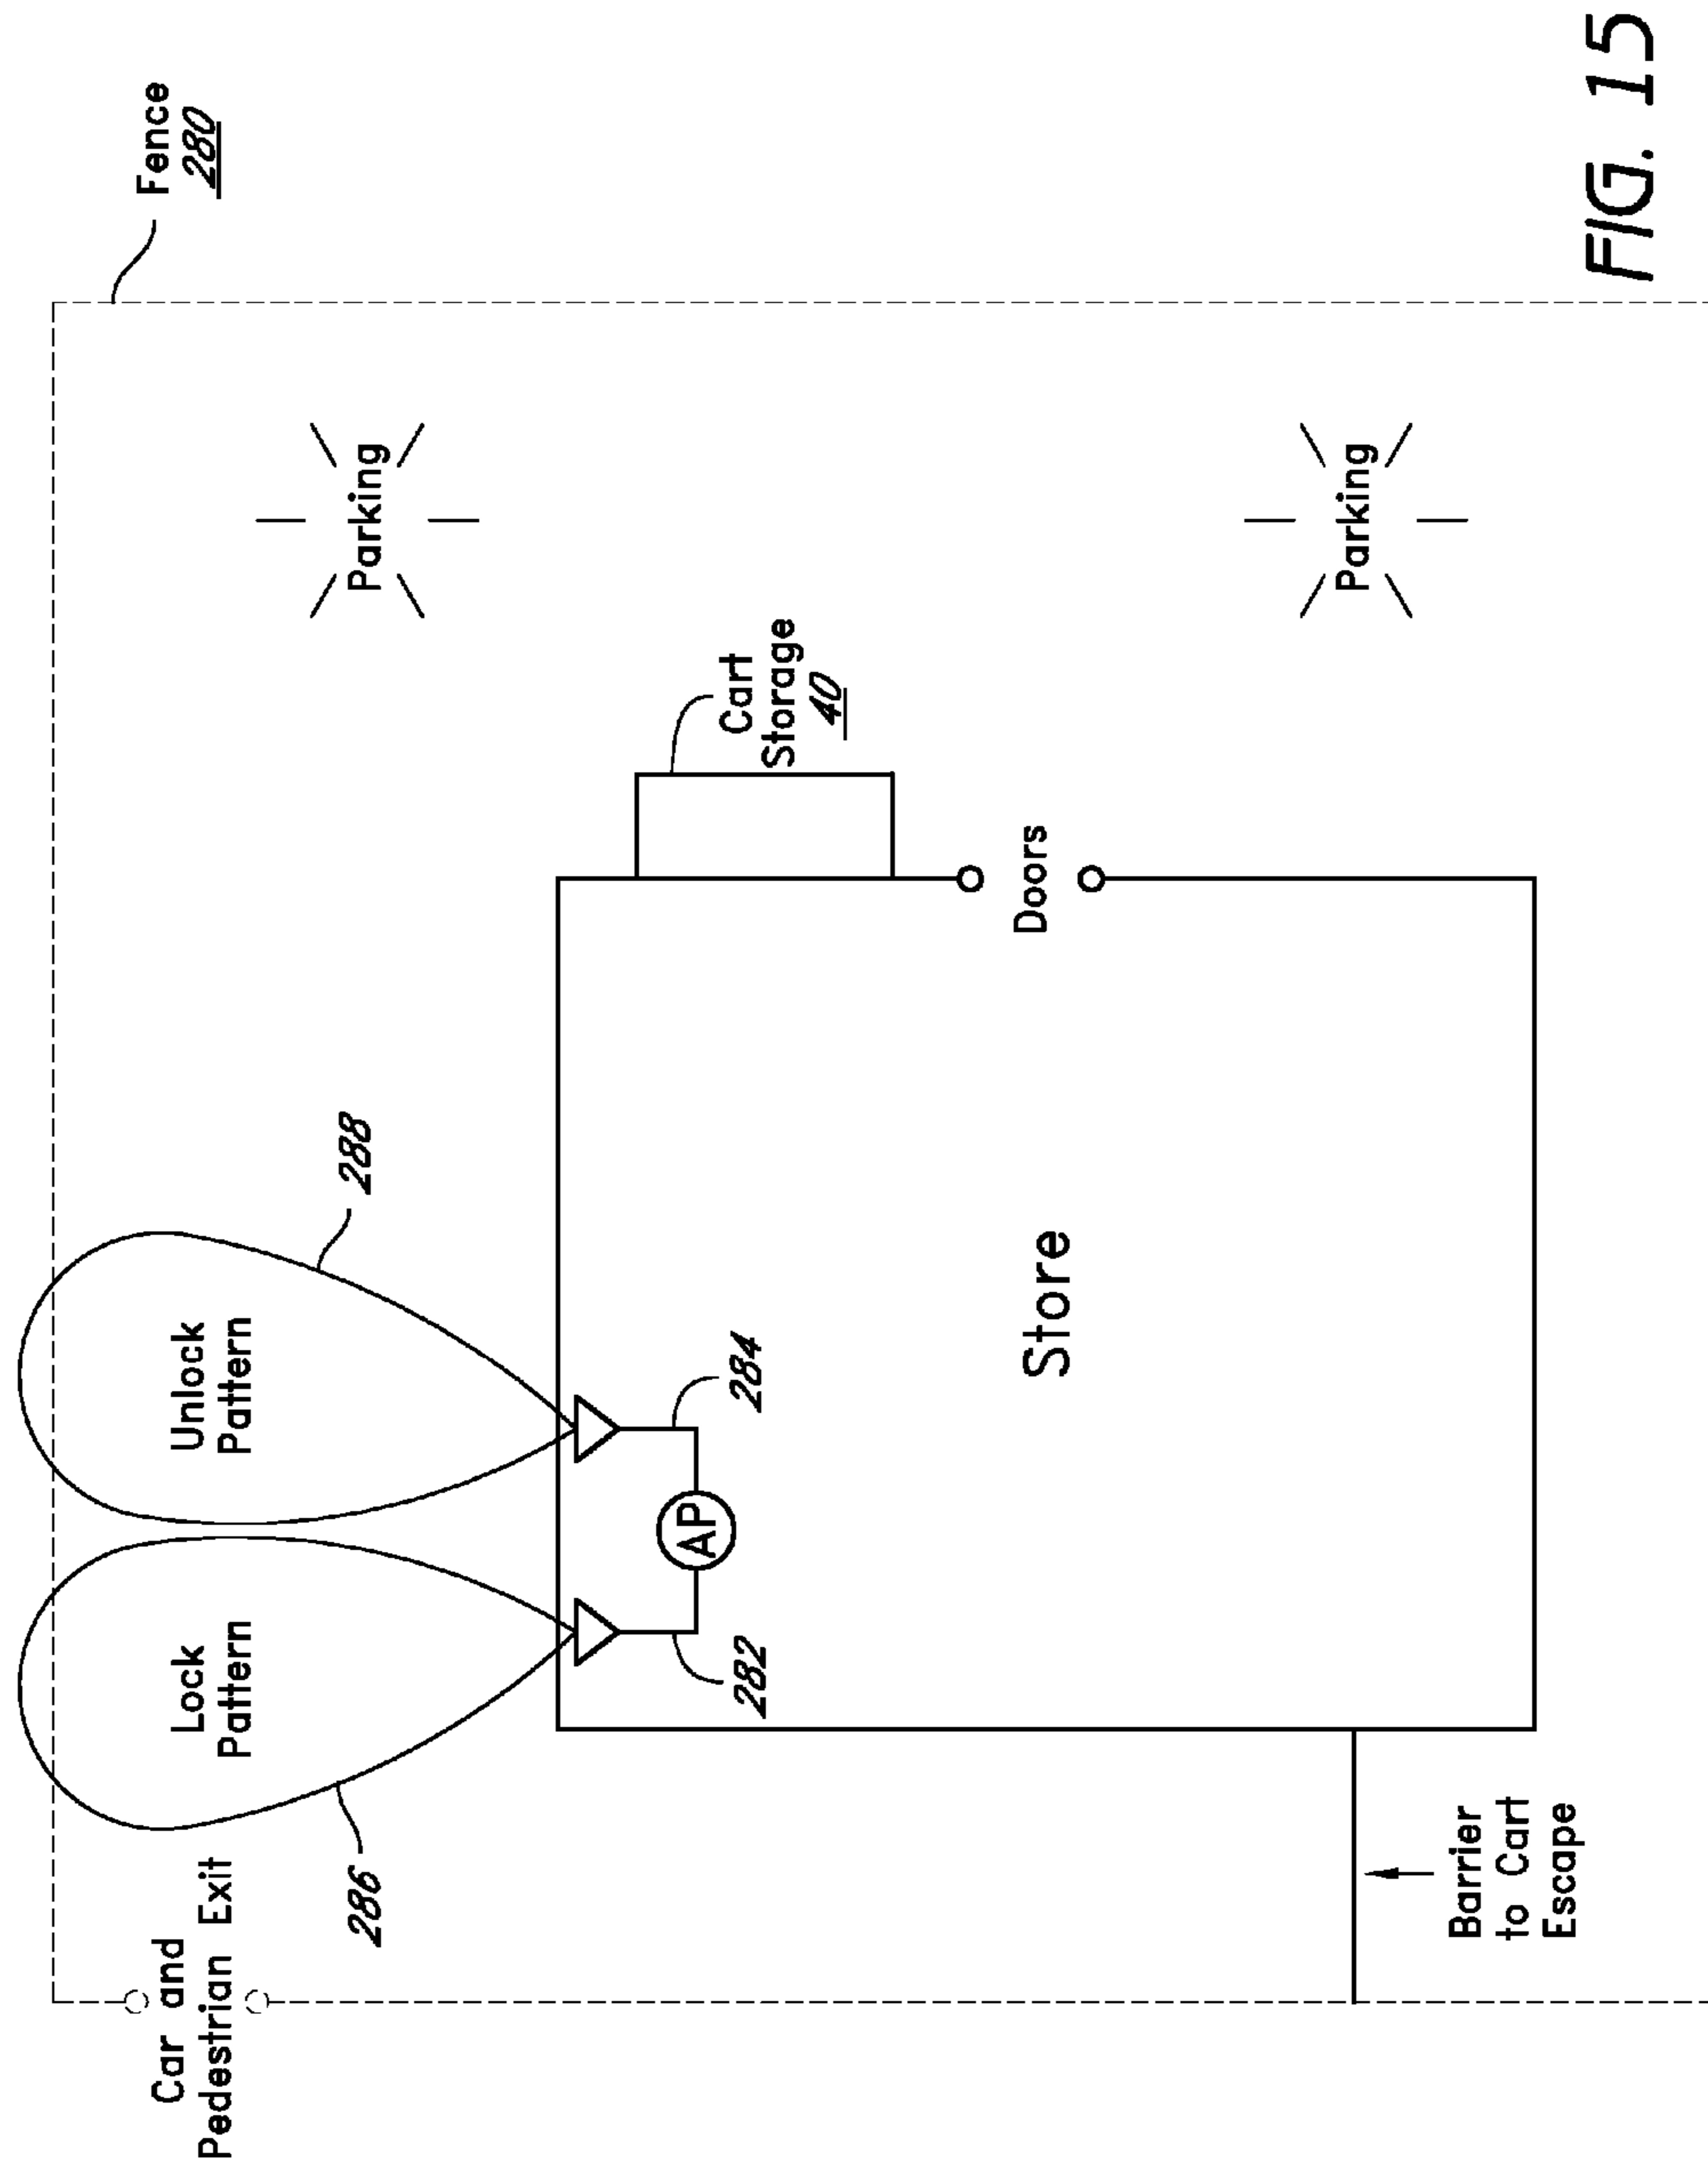 Car and
Pedestrian Exit
Lock
Pattern
Unlock
Pattern
286
288
Fence
280
Parking
282
284
AP
Cart
Storage
40
Store
Doors
Barrier
to Cart
Escape
Parking
FIG. 15